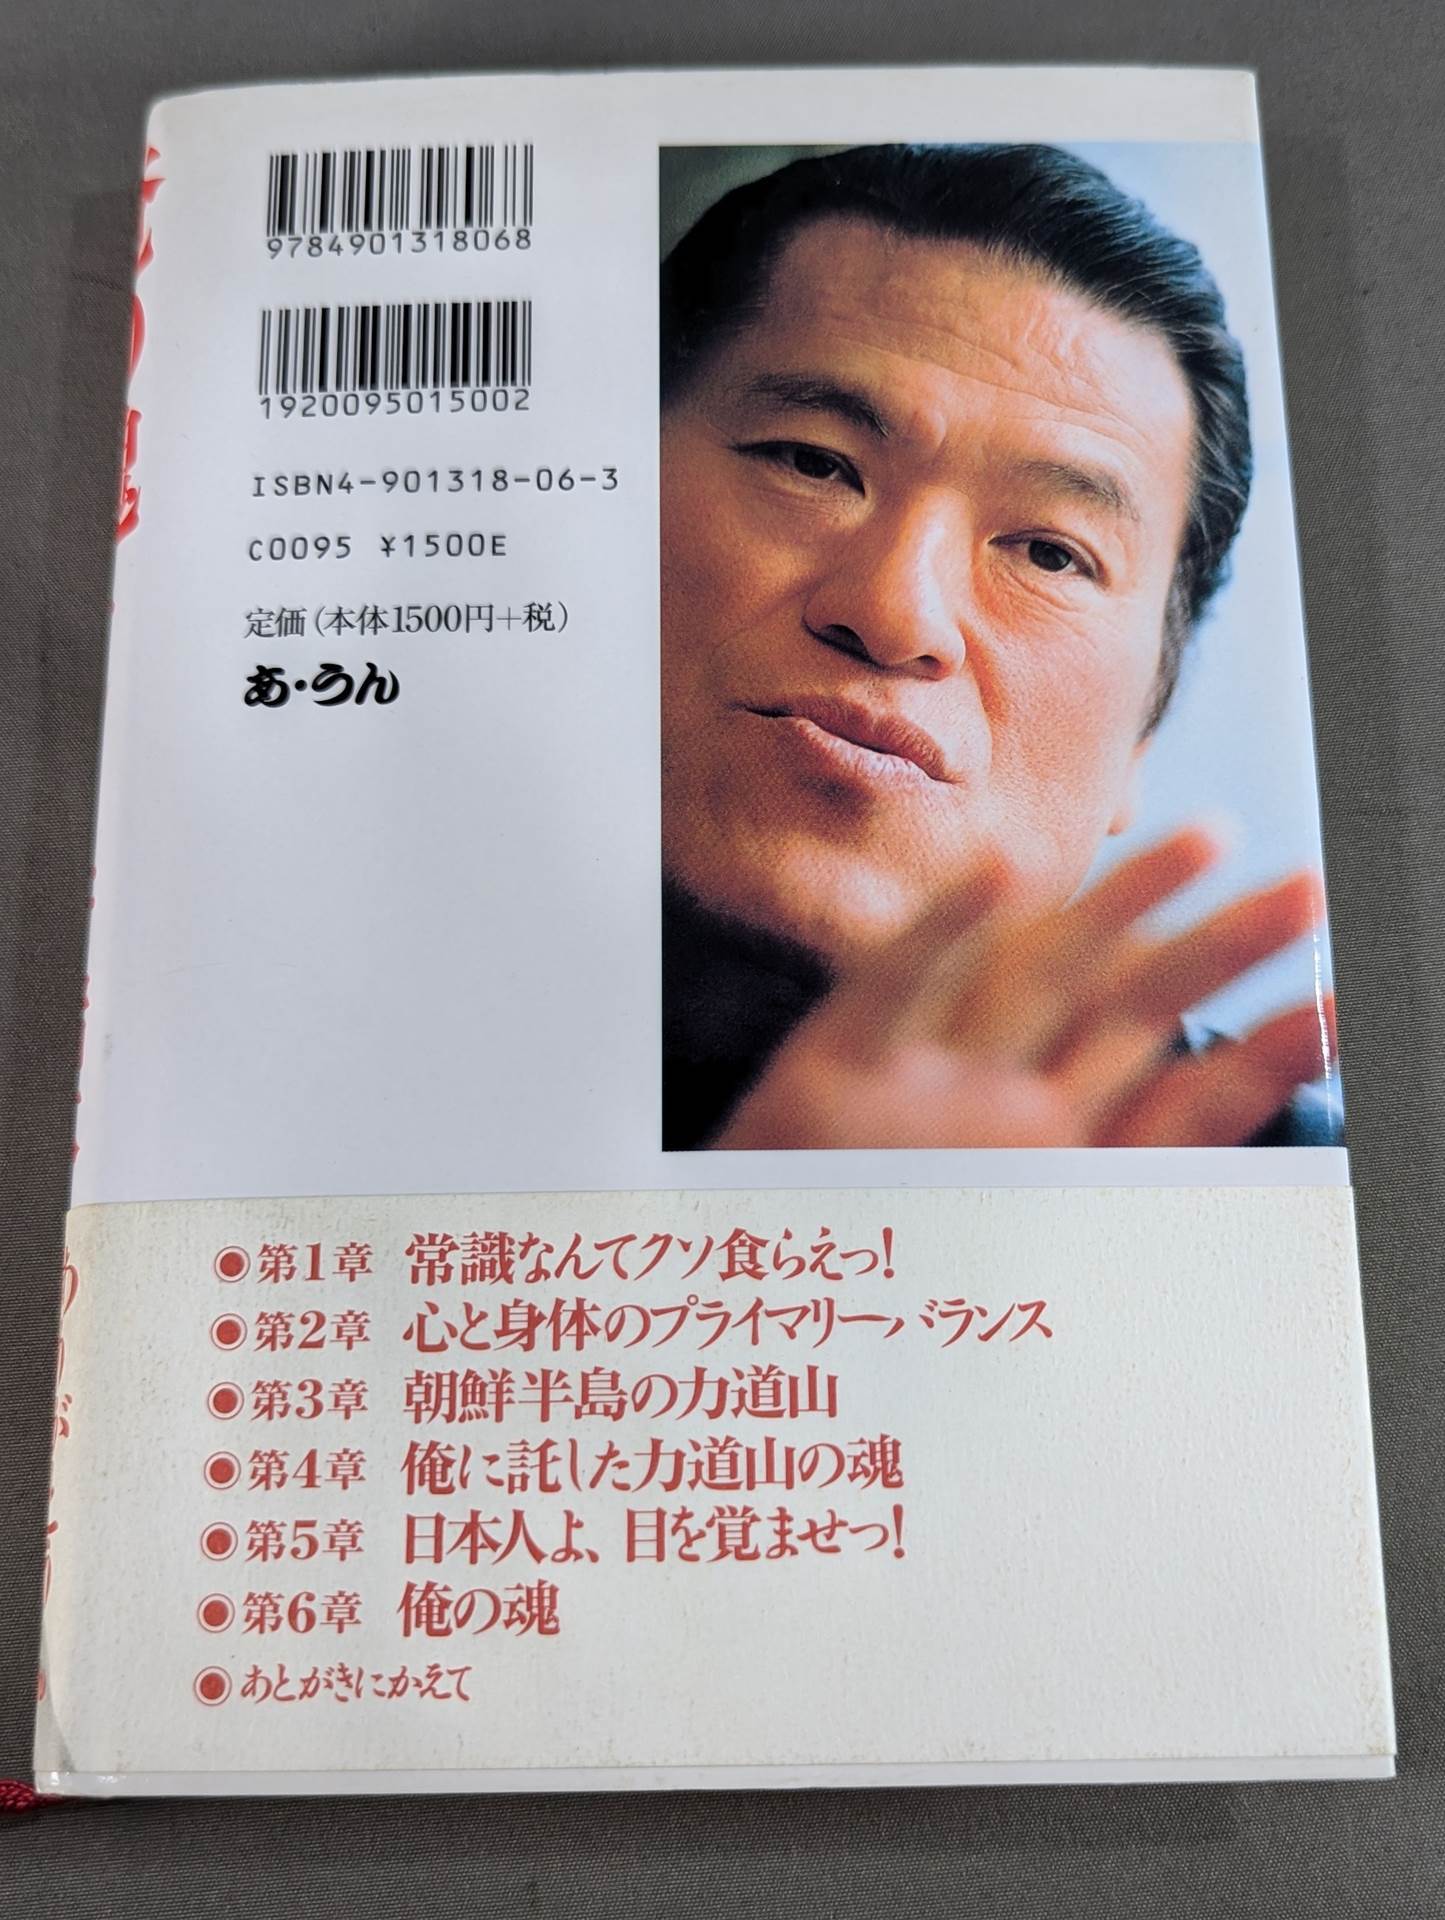 9784901318068
1920095015002
ISBN4-901318-06-3
C0095 ¥1500E
定価(本体1500円+税)
あ・うん
◉第1章 常識なんてクソ食らえっ!
◉第2章 心と身体のプライマリーバランス
◉第3章 朝鮮半島の力道山
◉第4章 俺に託した力道山の魂
◉第5章 日本人よ、目を覚ませっ!
◉第6章 俺の魂
◉あとがきにかえて